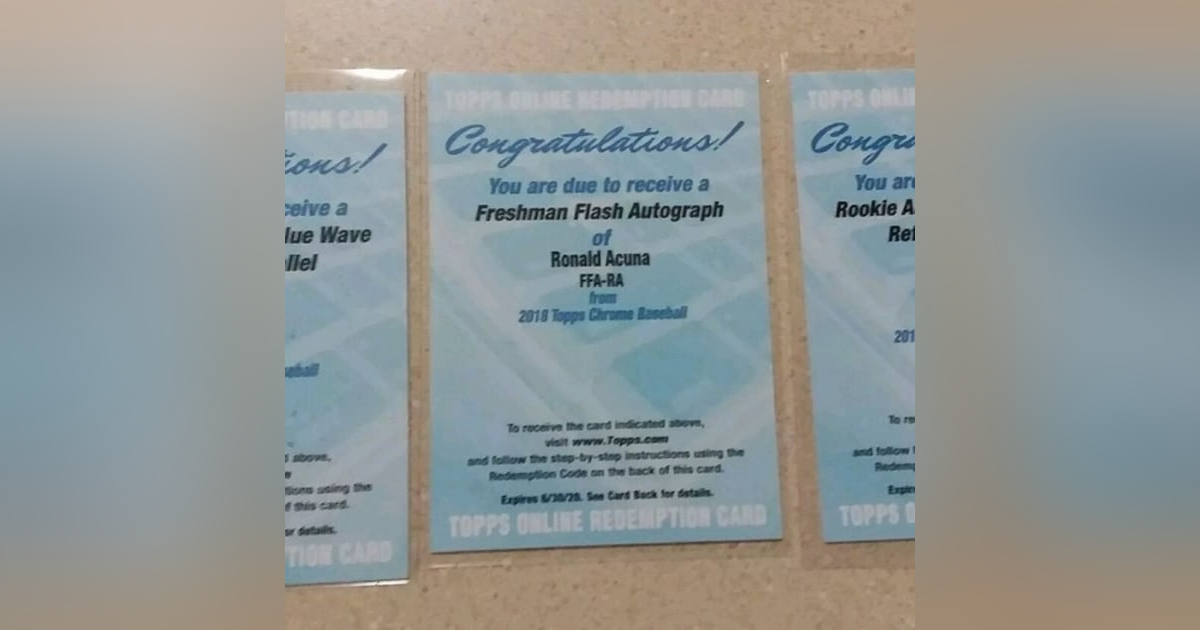 TION CARD
ions!
ceive a
lue Wave
llel
seball
d above,
w
tions using the
f this card.
or details.
TION CARD
TOPPS ONLINE REDEMPTION CARD
Congratulations!
You are due to receive a
Freshman Flash Autograph
of
Ronald Acuna
FFA-RA
from
2018 Topps Chrome Baseball
To receive the card indicated above,
visit www.Topps.com
and follow the step-by-step instructions using the
Redemption Code on the back of this card.
Expires 6/30/20. See Card Back for details.
TOPPS ONLINE REDEMPTION CARD
TOPPS ONLI
Congra
You are
Rookie A
Ref
201
To re
and follow
Redemp
Expire
TOPPS O